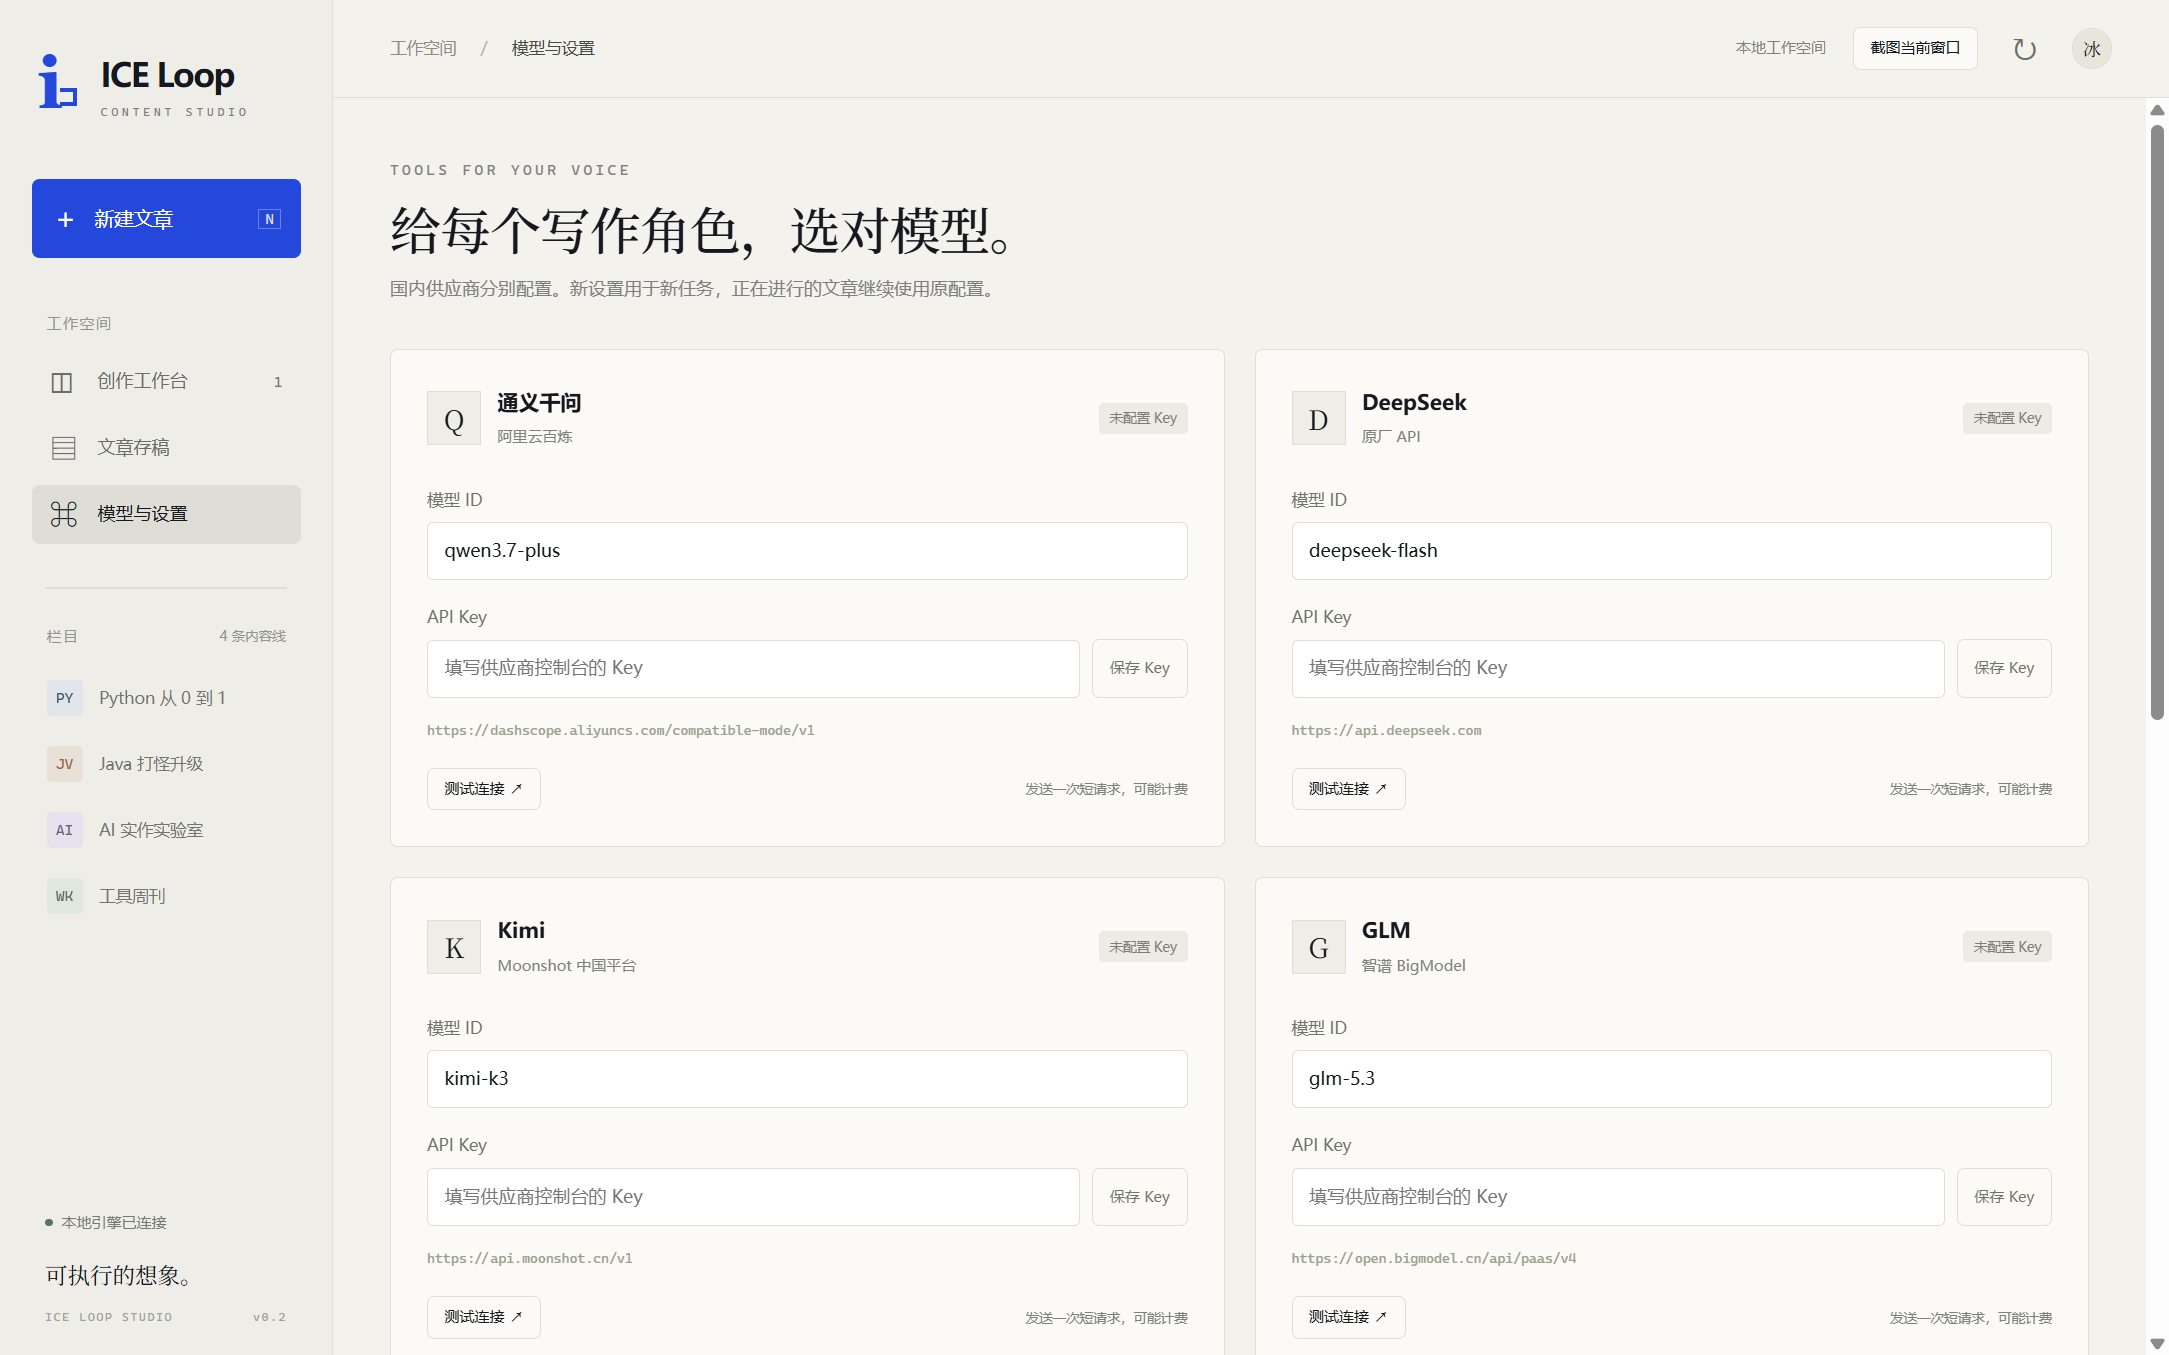 ICE Loop
CONTENT STUDIO
+ 新建文章 N
工作空间
创作工作台 1
文章存稿
模型与设置
栏目 4 条内容线
PY Python 从 0 到 1
JV Java 打怪升级
AI AI 实作实验室
WK 工具周刊
本地引擎已连接
可执行的想象。
ICE LOOP STUDIO v0.2
工作空间 / 模型与设置
本地工作空间 截图当前窗口 ↻ 冰
TOOLS FOR YOUR VOICE
给每个写作角色，选对模型。
国内供应商分别配置。新设置用于新任务，正在进行的文章继续使用原配置。
Q 通义千问
阿里云百炼
未配置 Key
模型 ID
qwen3.7-plus
API Key
填写供应商控制台的 Key 保存 Key
https://dashscope.aliyuncs.com/compatible-mode/v1
测试连接 ↗ 发送一次短请求，可能计费
D DeepSeek
原厂 API
未配置 Key
模型 ID
deepseek-flash
API Key
填写供应商控制台的 Key 保存 Key
https://api.deepseek.com
测试连接 ↗ 发送一次短请求，可能计费
K Kimi
Moonshot 中国平台
未配置 Key
模型 ID
kimi-k3
API Key
填写供应商控制台的 Key 保存 Key
https://api.moonshot.cn/v1
测试连接 ↗ 发送一次短请求，可能计费
G GLM
智谱 BigModel
未配置 Key
模型 ID
glm-5.3
API Key
填写供应商控制台的 Key 保存 Key
https://open.bigmodel.cn/api/paas/v4
测试连接 ↗ 发送一次短请求，可能计费